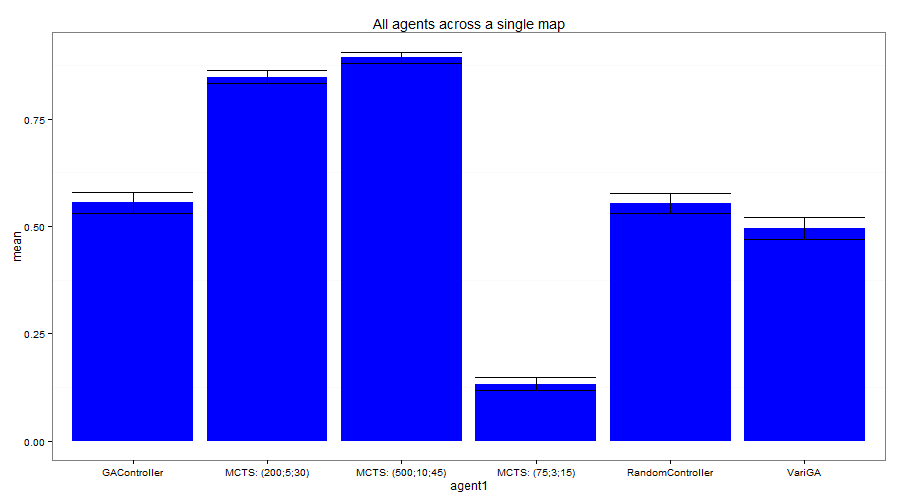 All agents across a single map
mean
0.75
0.50
0.25
0.00
GAController MCTS: (200;5;30) MCTS: (500;10;45) MCTS: (75;3;15) RandomController VariGA
agent1